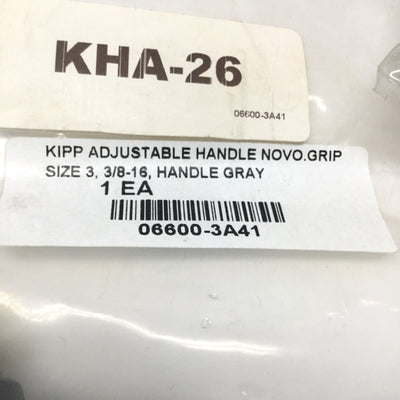 KHA-26
06600-3A41
KIPP ADJUSTABLE HANDLE NOVO.GRIP
SIZE 3, 3/8-16, HANDLE GRAY
1 EA
06600-3A41